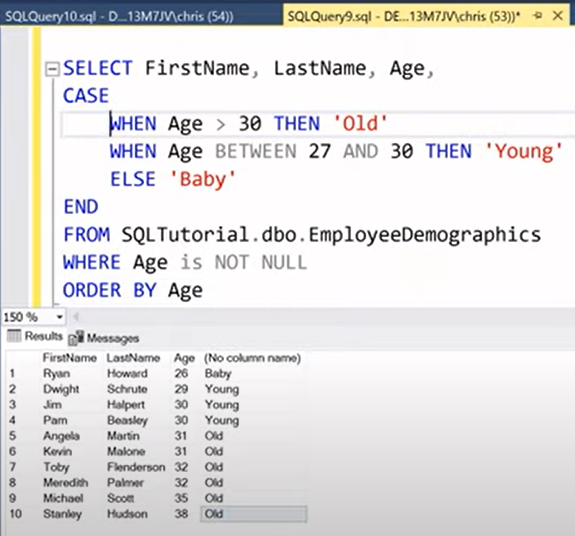 SQLQuery10.sql - D...13M7JV\chris (54)) SQLQuery9.sql - DE...13M7JV\chris (53))*
SELECT FirstName, LastName, Age,
CASE
WHEN Age > 30 THEN 'Old'
WHEN Age BETWEEN 27 AND 30 THEN 'Young'
ELSE 'Baby'
END
FROM SQLTutorial.dbo.EmployeeDemographics
WHERE Age is NOT NULL
ORDER BY Age
150 %
Results Messages
FirstName LastName Age (No column name)
1 Ryan Howard 26 Baby
2 Dwight Schrute 29 Young
3 Jim Halpert 30 Young
4 Pam Beasley 30 Young
5 Angela Martin 31 Old
6 Kevin Malone 31 Old
7 Toby Flenderson 32 Old
8 Meredith Palmer 32 Old
9 Michael Scott 35 Old
10 Stanley Hudson 38 Old